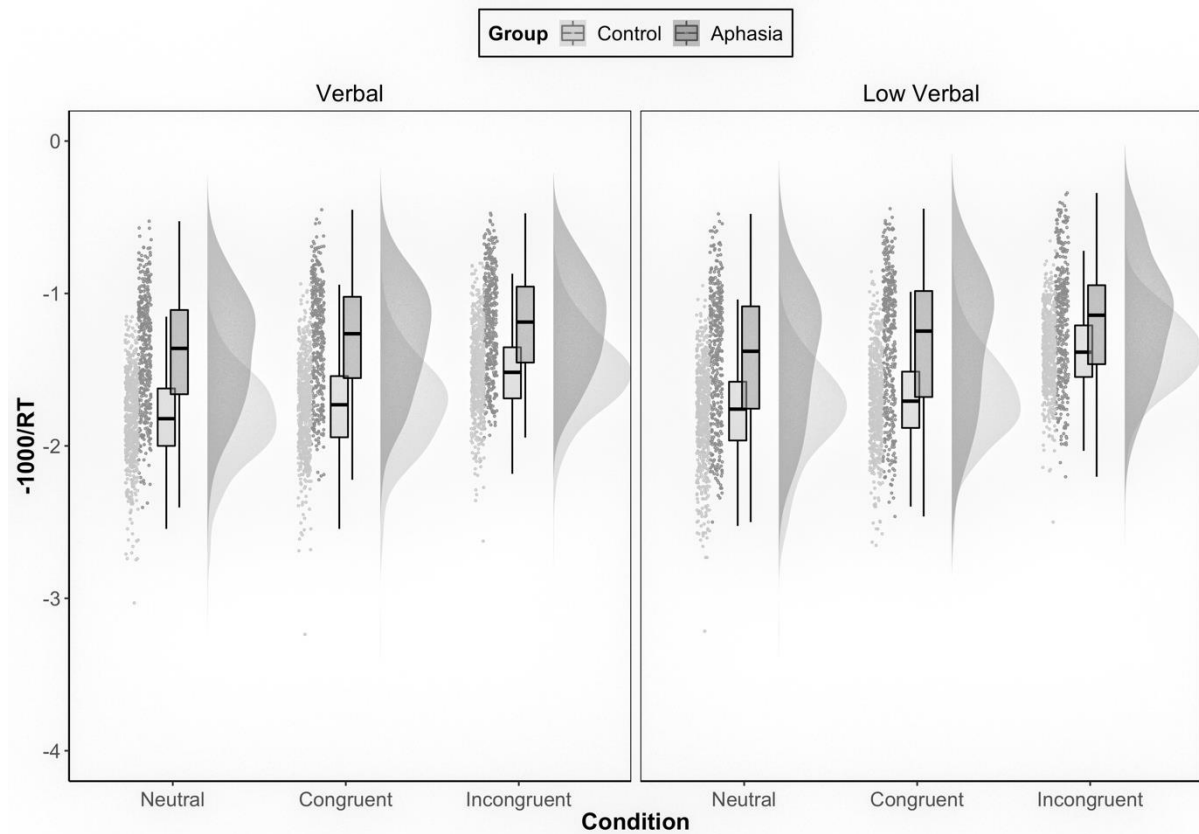 Group Control Aphasia
Verbal
Low Verbal
0
-1
-2
-3
-4
-1000/RT
Neutral
Congruent
Incongruent
Neutral
Congruent
Incongruent
Condition